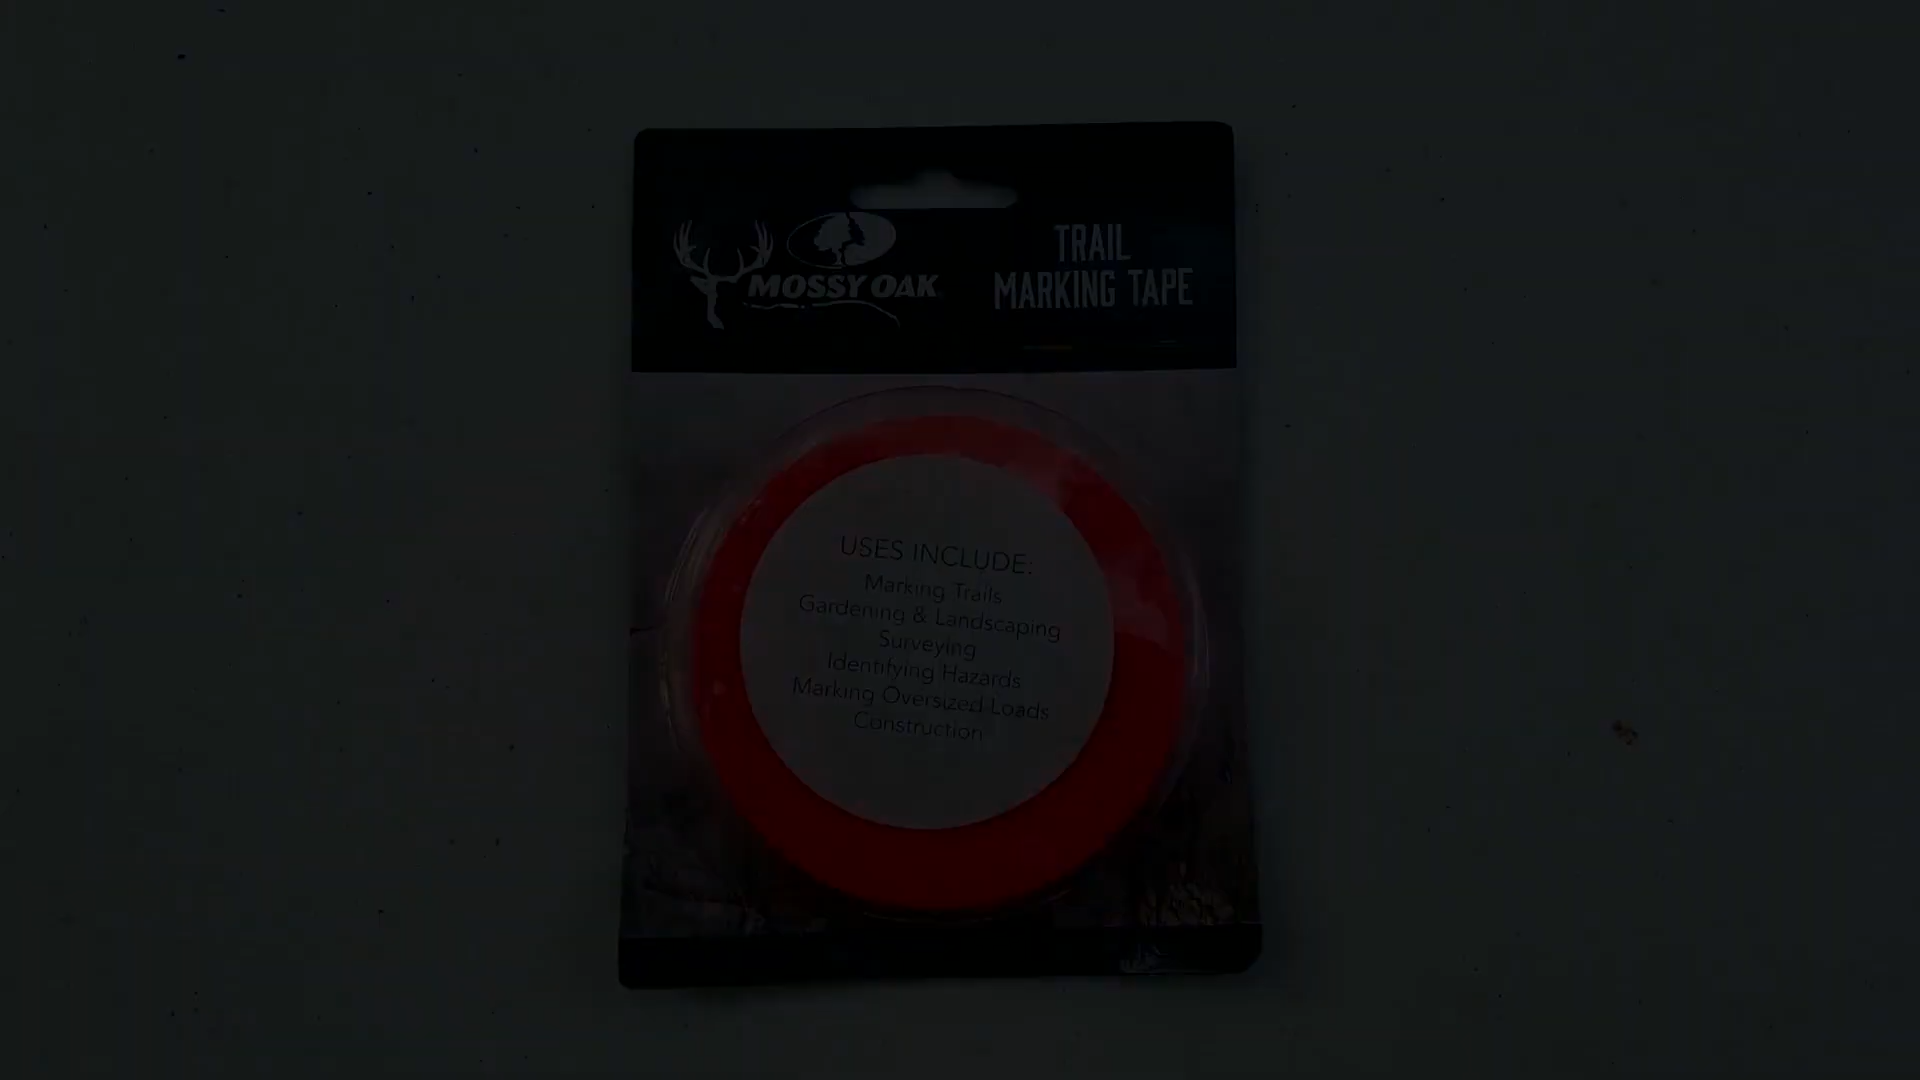 MOSSY OAK
TRAIL
MARKING TAPE
USES INCLUDE:
Marking Trails
Gardening & Landscaping
Surveying
Identifying Hazards
Marking Oversized Loads
Construction